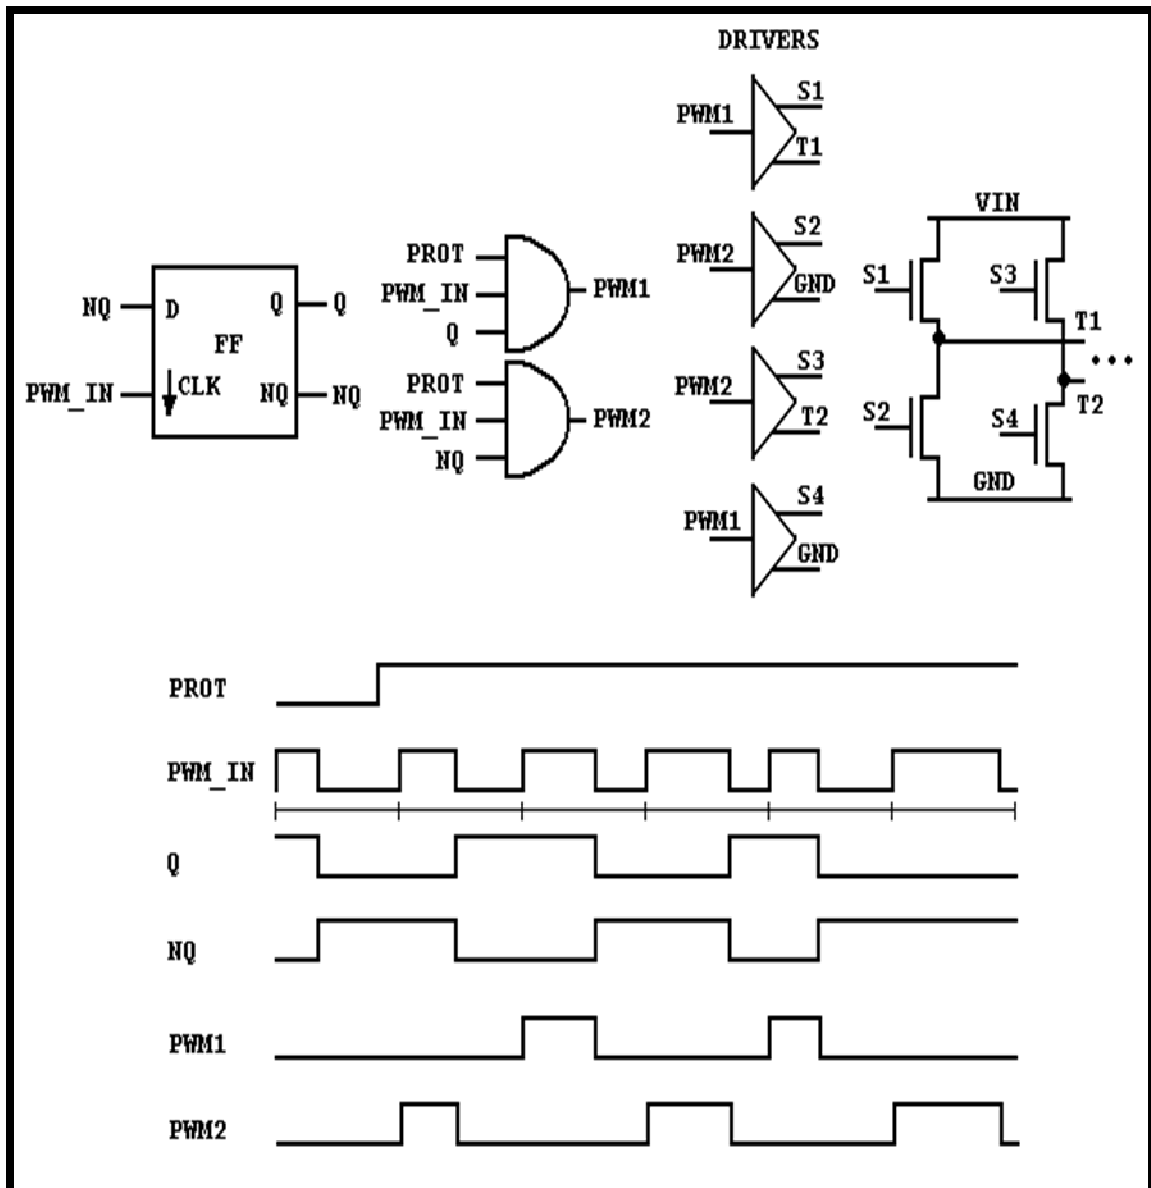 DRIVERS
PWM1
S1
T1
PWM2
S2
GND
PWM2
S3
T2
PWM1
S4
GND
NQ
D
Q
Q
FF
PWM_IN
CLK
NQ
NQ
PROT
PWM_IN
Q
PWM1
PROT
PWM_IN
NQ
PWM2
VIN
S1
S3
T1
...
T2
S2
S4
GND
PROT
PWM_IN
Q
NQ
PWM1
PWM2